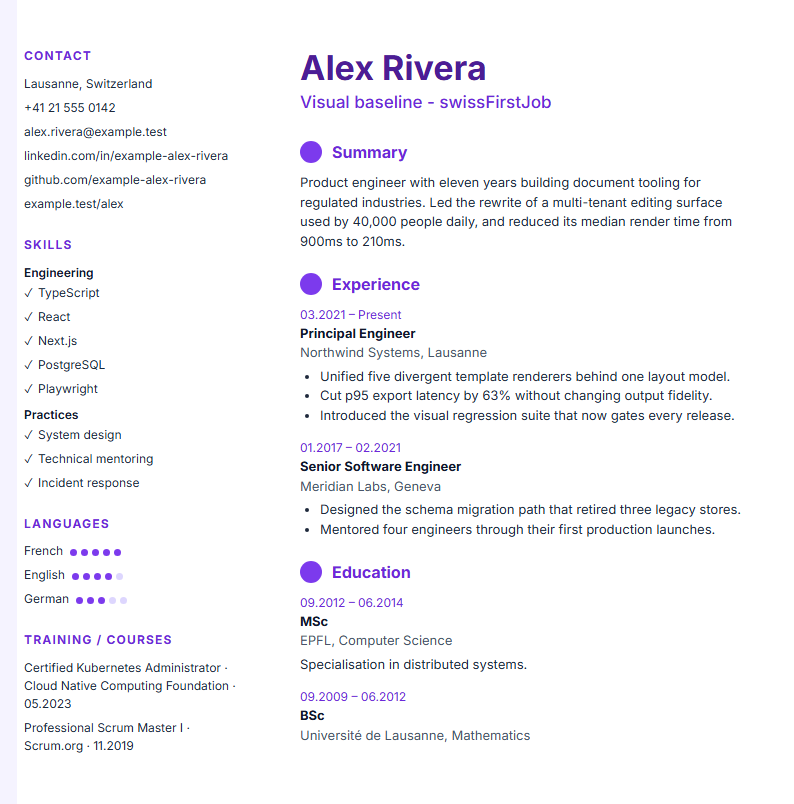 CONTACT
Lausanne, Switzerland
+41 21 555 0142
alex.rivera@example.test
linkedin.com/in/example-alex-rivera
github.com/example-alex-rivera
example.test/alex
SKILLS
Engineering
✓ TypeScript
✓ React
✓ Next.js
✓ PostgreSQL
✓ Playwright
Practices
✓ System design
✓ Technical mentoring
✓ Incident response
LANGUAGES
French
English
German
TRAINING / COURSES
Certified Kubernetes Administrator ·
Cloud Native Computing Foundation ·
05.2023
Professional Scrum Master I ·
Scrum.org · 11.2019
Alex Rivera
Visual baseline - swissFirstJob
Summary
Product engineer with eleven years building document tooling for
regulated industries. Led the rewrite of a multi-tenant editing surface
used by 40,000 people daily, and reduced its median render time from
900ms to 210ms.
Experience
03.2021 – Present
Principal Engineer
Northwind Systems, Lausanne
• Unified five divergent template renderers behind one layout model.
• Cut p95 export latency by 63% without changing output fidelity.
• Introduced the visual regression suite that now gates every release.
01.2017 – 02.2021
Senior Software Engineer
Meridian Labs, Geneva
• Designed the schema migration path that retired three legacy stores.
• Mentored four engineers through their first production launches.
Education
09.2012 – 06.2014
MSc
EPFL, Computer Science
Specialisation in distributed systems.
09.2009 – 06.2012
BSc
Université de Lausanne, Mathematics